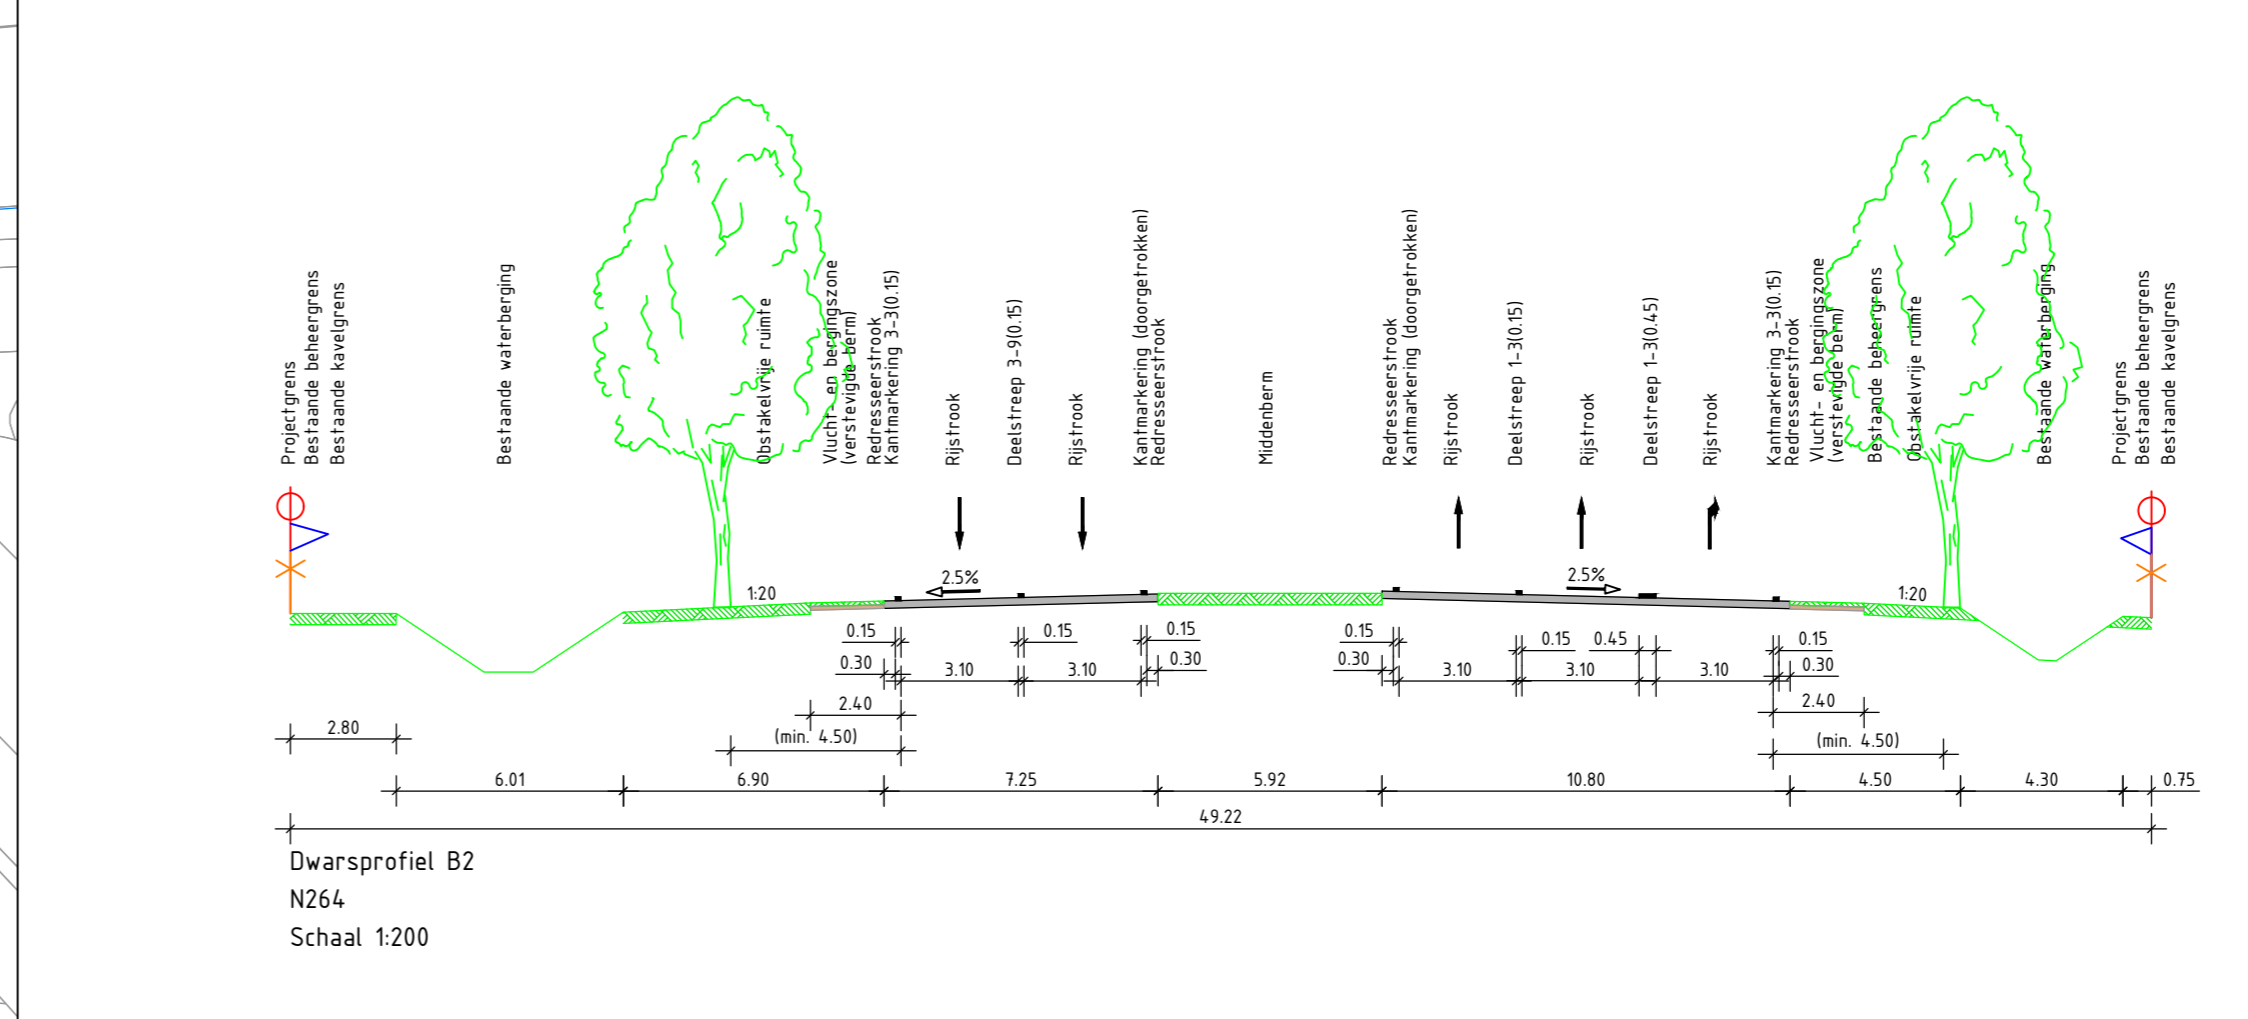 Projectgrens
Bestaande beheergrens
Bestaande kavelgrens
Bestaande waterberging
Obstakelvrije ruimte
Vlucht- en bergingszone
(verstevigde berm)
Redresseerstrook
Kantmarkering 3-3(0.15)
Rijstrook
Deelstreep 3-9(0.15)
Rijstrook
Kantmarkering (doorgetrokken)
Redresseerstrook
Middenberm
Redresseerstrook
Kantmarkering (doorgetrokken)
Rijstrook
Deelstreep 1-3(0.15)
Rijstrook
Deelstreep 1-3(0.45)
Rijstrook
Kantmarkering 3-3(0.15)
Redresseerstrook
Vlucht- en bergingszone
(verstevigde berm)
Bestaande beheergrens
Obstakelvrije ruimte
Bestaande waterberging
Projectgrens
Bestaande beheergrens
Bestaande kavelgrens
1:20 2.5% 2.5% 1:20
0.15 0.15 0.15 0.15 0.15 0.45 0.15
0.30 3.10 3.10 0.30 0.30 3.10 3.10 3.10 0.30
2.40 2.40
2.80 (min. 4.50) (min. 4.50)
6.01 6.90 7.25 5.92 10.80 4.50 4.30 0.75
49.22
Dwarsprofiel B2
N264
Schaal 1:200